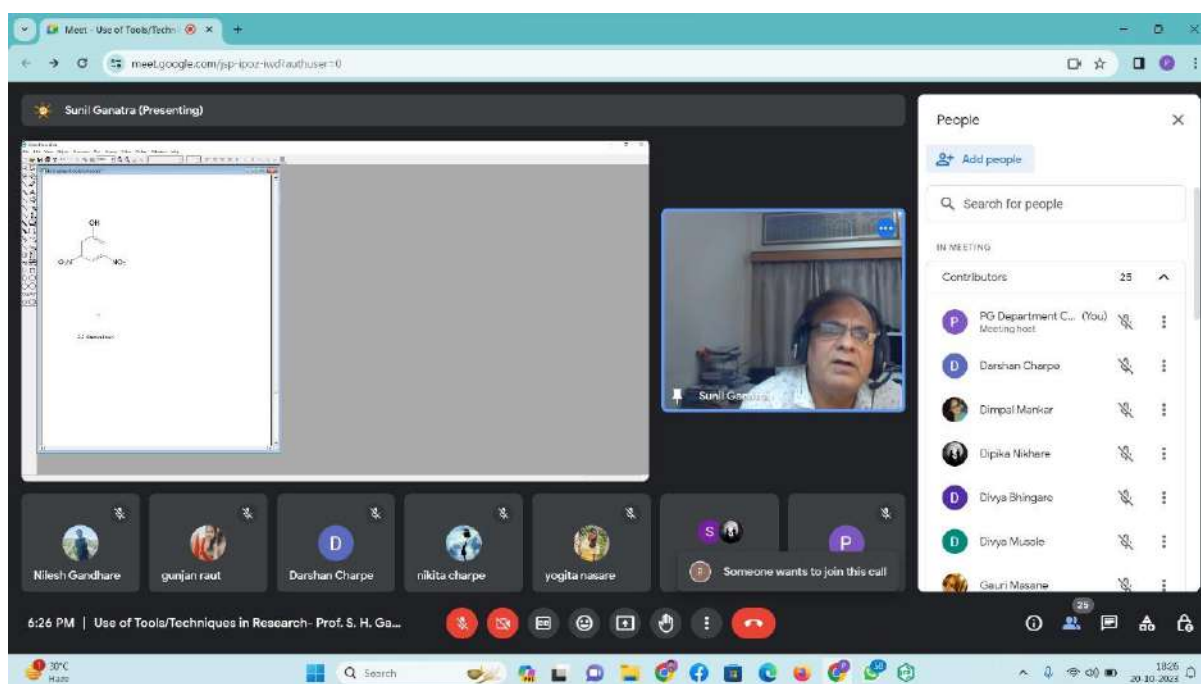 Meet - Use of Tools/Techni
meet.google.com/jsp-ipoz-iwd?authuser=0
Sunil Ganatra (Presenting)
OH
O₂N
NO₂
Sunil Ganatra
People
Add people
Search for people
IN MEETING
Contributors 25
P PG Department C... (You)
Meeting host
D Darshan Charpe
Dimpal Mankar
Dipika Nikhare
D Divya Bhingare
D Divya Musale
Gauri Masane
Nilesh Gandhare
gunjan raut
D
Darshan Charpe
nikita charpe
yogita nasare
S
P
Someone wants to join this call
6:26 PM | Use of Tools/Techniques in Research- Prof. S. H. Ga...
25
30°C
Haze
Search
50
18:26
20-10-2023